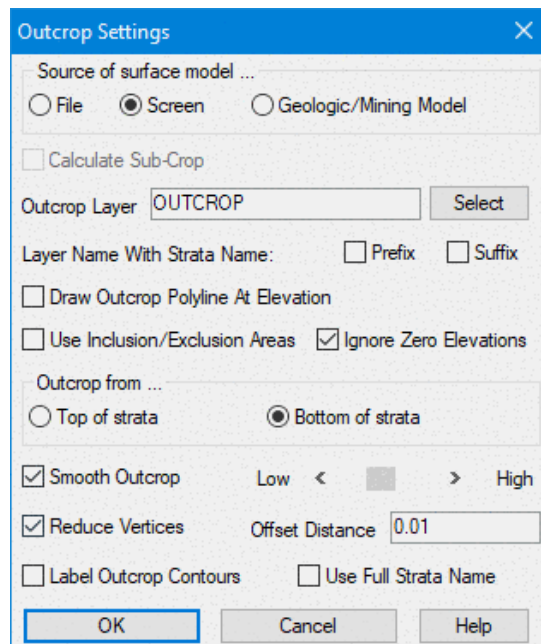 Outcrop Settings
Source of surface model ...
File Screen Geologic/Mining Model
Calculate Sub-Crop
Outcrop Layer OUTCROP Select
Layer Name With Strata Name: Prefix Suffix
Draw Outcrop Polyline At Elevation
Use Inclusion/Exclusion Areas Ignore Zero Elevations
Outcrop from ...
Top of strata Bottom of strata
Smooth Outcrop Low < > High
Reduce Vertices Offset Distance 0.01
Label Outcrop Contours Use Full Strata Name
OK Cancel Help